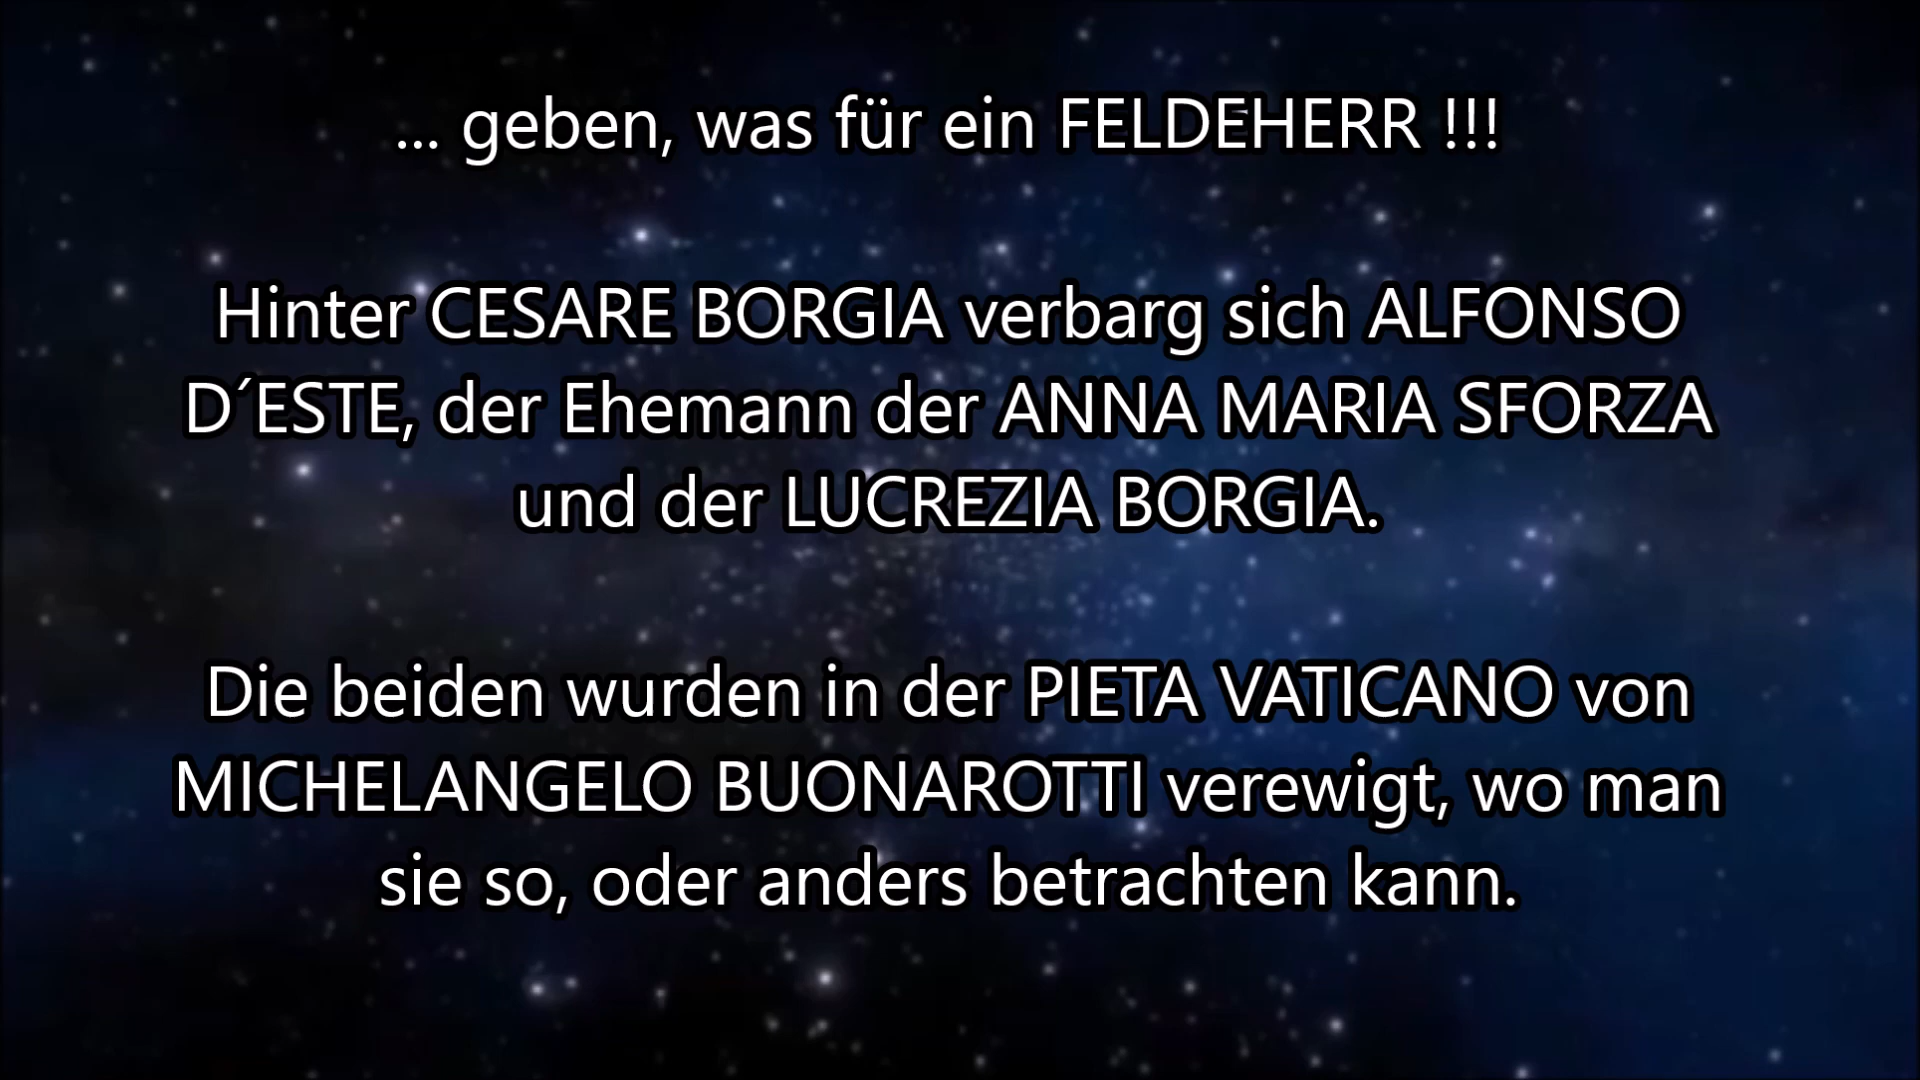 ... geben, was für ein FELDEHERR !!!
Hinter CESARE BORGIA verbarg sich ALFONSO
D´ESTE, der Ehemann der ANNA MARIA SFORZA
und der LUCREZIA BORGIA.
Die beiden wurden in der PIETA VATICANO von
MICHELANGELO BUONAROTTI verewigt, wo man
sie so, oder anders betrachten kann.